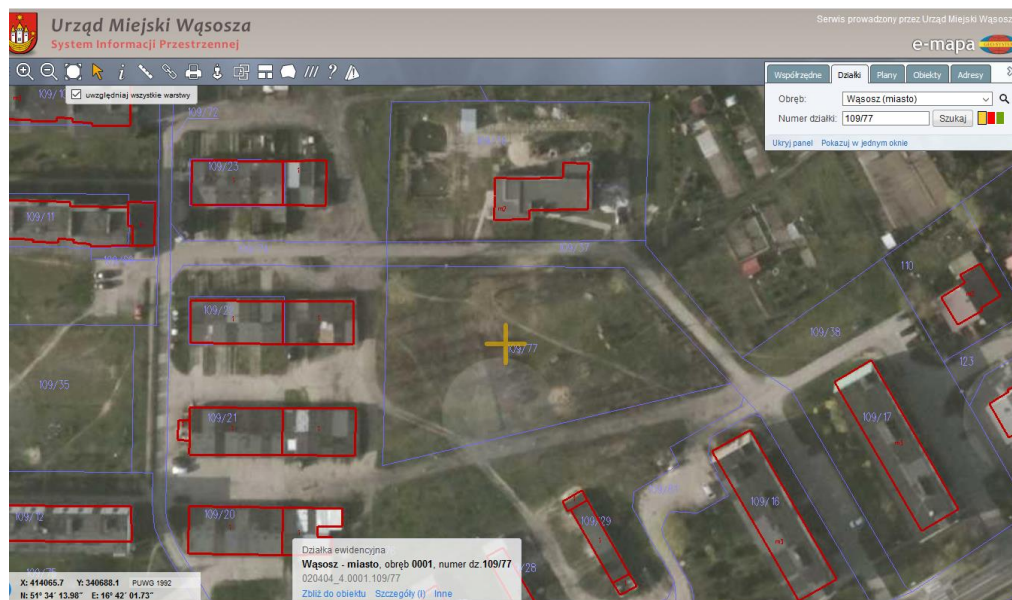 Urząd Miejski Wąsosza
System Informacji Przestrzennej
Serwis prowadzony przez Urząd Miejski Wąsosz
e-mapa
uwzględniaj wszystkie warstwy
Współrzędne Działki Plany Obiekty Adresy
Obręb: Wąsosz (miasto)
Numer działki: 109/77 Szukaj
Ukryj panel Pokazuj w jednym oknie
109/23
109/11
109/37
110
109/22
109/38
109/77
123
109/35
109/21
109/17
109/16
109/12
109/20
109/29
/28
Działka ewidencyjna
Wąsosz - miasto, obręb 0001, numer dz. 109/77
020404_4.0001.109/77
Zbliż do obiektu Szczegóły (i) Inne
X: 414065.7 Y: 340688.1 PUWG 1992
N: 51° 34' 13.98" E: 16° 42' 01.73"